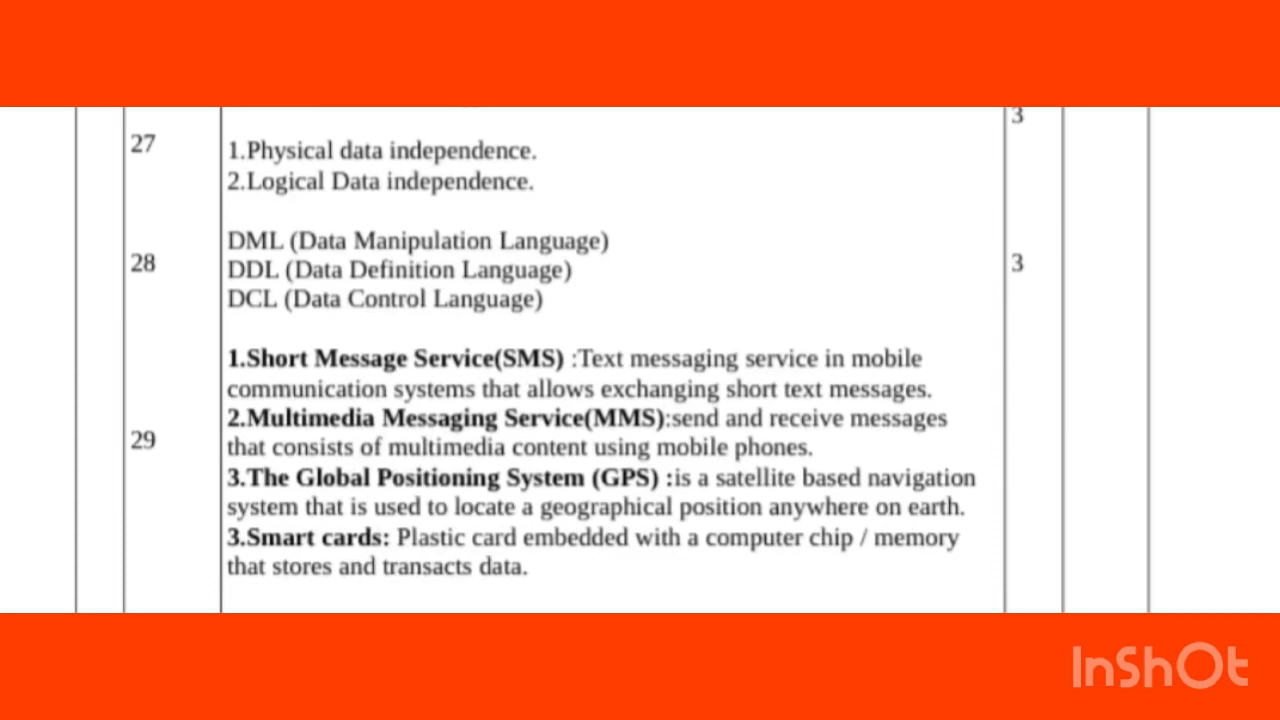 3
27
1.Physical data independence.
2.Logical Data independence.
DML (Data Manipulation Language)
28
DDL (Data Definition Language)
3
DCL (Data Control Language)
1.Short Message Service(SMS) :Text messaging service in mobile
communication systems that allows exchanging short text messages.
2.Multimedia Messaging Service(MMS):send and receive messages
29
that consists of multimedia content using mobile phones.
3.The Global Positioning System (GPS) :is a satellite based navigation
system that is used to locate a geographical position anywhere on earth.
3.Smart cards: Plastic card embedded with a computer chip / memory
that stores and transacts data.
InShOt